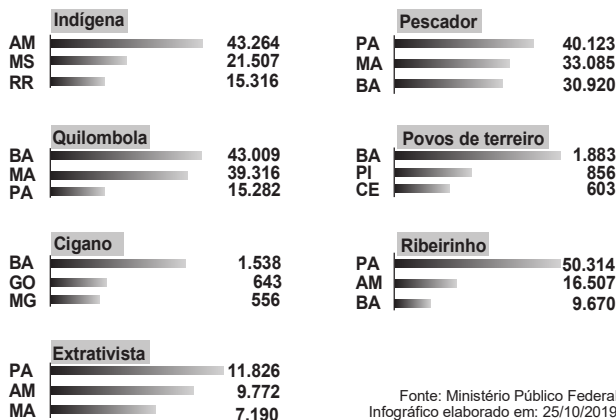 Indígena
AM 43.264
MS 21.507
RR 15.316
Quilombola
BA 43.009
MA 39.316
PA 15.282
Cigano
BA 1.538
GO 643
MG 556
Extrativista
PA 11.826
AM 9.772
MA 7.190
Pescador
PA 40.123
MA 33.085
BA 30.920
Povos de terreiro
BA 1.883
PI 856
CE 603
Ribeirinho
PA 50.314
AM 16.507
BA 9.670
Fonte: Ministério Público Federal
Infográfico elaborado em: 25/10/2019